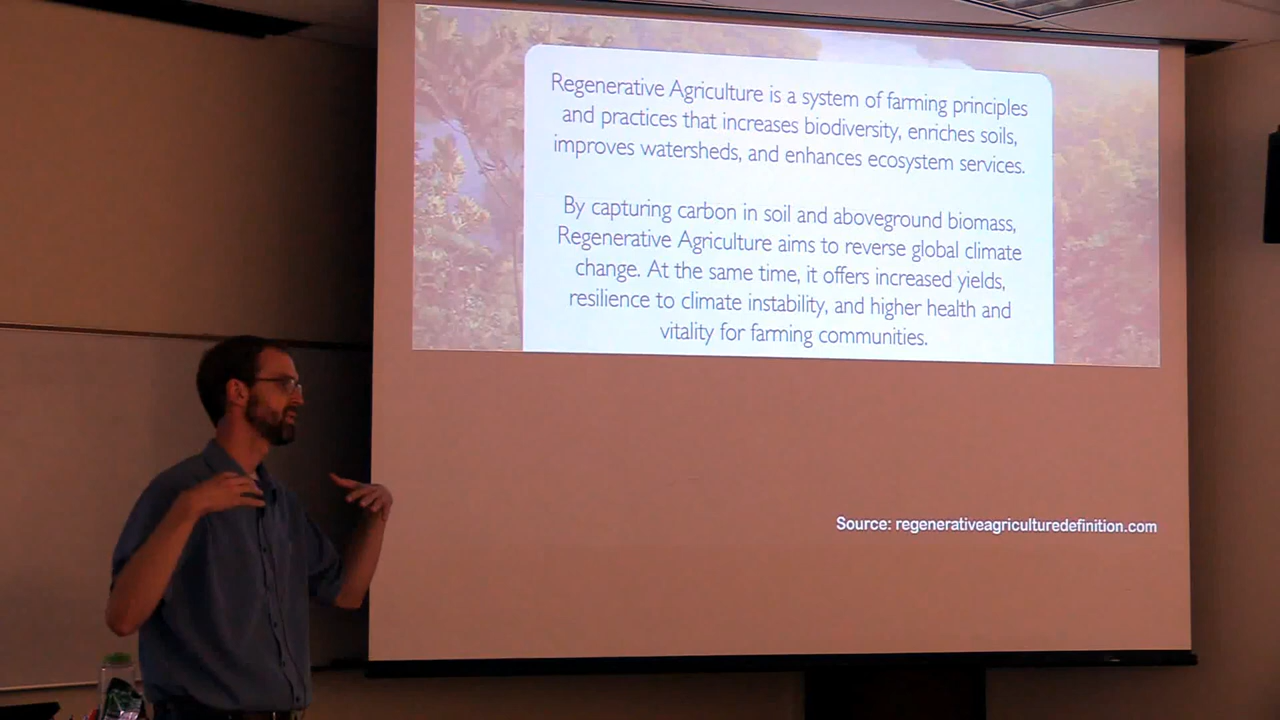 Regenerative Agriculture is a system of farming principles
and practices that increases biodiversity, enriches soils,
improves watersheds, and enhances ecosystem services.
By capturing carbon in soil and aboveground biomass,
Regenerative Agriculture aims to reverse global climate
change. At the same time, it offers increased yields,
resilience to climate instability, and higher health and
vitality for farming communities.
Source: regenerativeagriculturedefinition.com